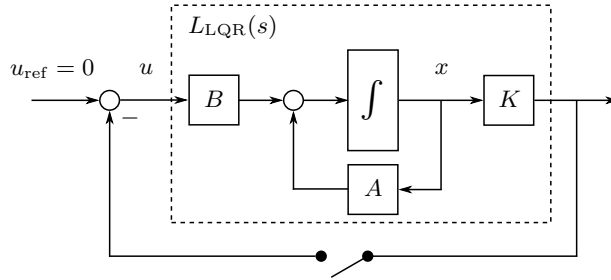 L_LQR(s)
u_ref = 0
u
B
∫
x
K
−
A